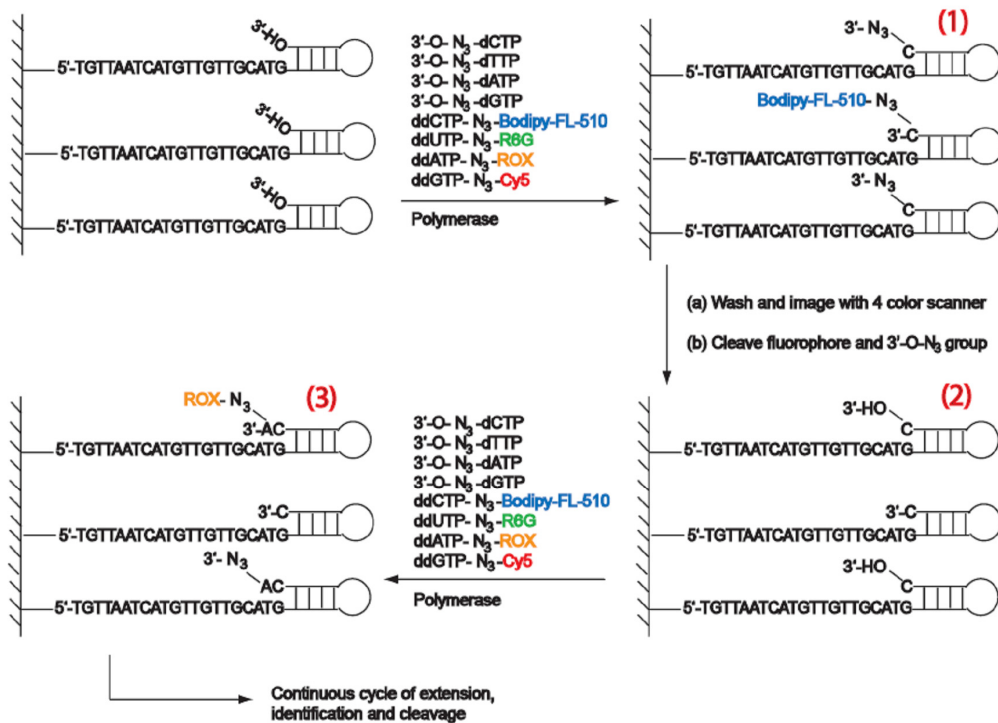 3'-HO
5'-TGTTAATCATGTTGTTGCATG
3'-HO
5'-TGTTAATCATGTTGTTGCATG
3'-HO
5'-TGTTAATCATGTTGTTGCATG
3'-O- N3-dCTP
3'-O- N3-dTTP
3'-O- N3-dATP
3'-O- N3-dGTP
ddCTP- N3-Bodipy-FL-510
ddUTP- N3-R6G
ddATP- N3-ROX
ddGTP- N3-Cy5
Polymerase
(1)
3'- N3
C
5'-TGTTAATCATGTTGTTGCATG
Bodipy-FL-510- N3
3'-C
5'-TGTTAATCATGTTGTTGCATG
3'- N3
C
5'-TGTTAATCATGTTGTTGCATG
(a) Wash and image with 4 color scanner
(b) Cleave fluorophore and 3'-O-N3 group
(2)
3'-HO
C
5'-TGTTAATCATGTTGTTGCATG
3'-C
5'-TGTTAATCATGTTGTTGCATG
3'-HO
C
5'-TGTTAATCATGTTGTTGCATG
3'-O- N3-dCTP
3'-O- N3-dTTP
3'-O- N3-dATP
3'-O- N3-dGTP
ddCTP- N3-Bodipy-FL-510
ddUTP- N3-R6G
ddATP- N3-ROX
ddGTP- N3-Cy5
Polymerase
(3)
ROX- N3
3'-AC
5'-TGTTAATCATGTTGTTGCATG
3'-C
5'-TGTTAATCATGTTGTTGCATG
3'- N3
AC
5'-TGTTAATCATGTTGTTGCATG
Continuous cycle of extension,
identification and cleavage